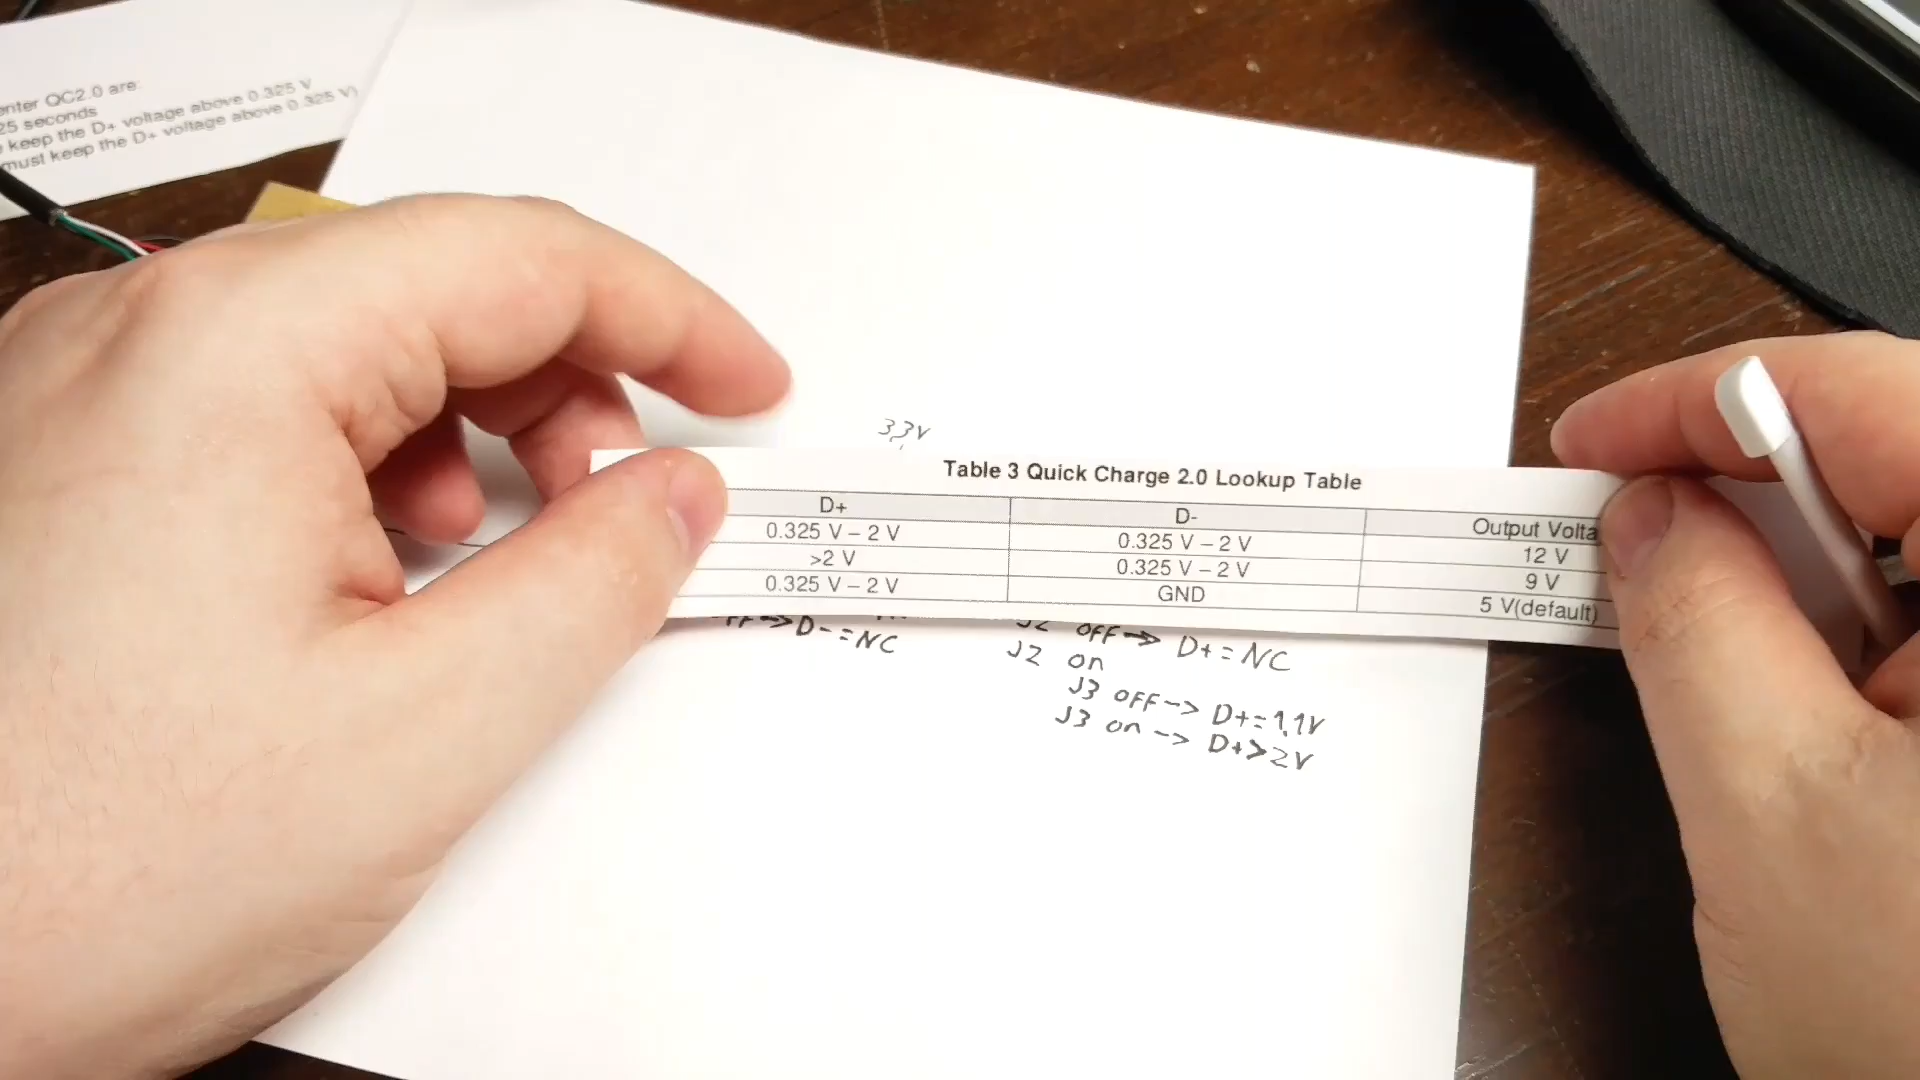 enter QC2.0 are:
25 seconds
keep the D+ voltage above 0.325 V
must keep the D+ voltage above 0.325 V)
3.3V
Table 3 Quick Charge 2.0 Lookup Table
D+ D- Output Volta
0.325 V – 2 V 0.325 V – 2 V 12 V
>2 V 0.325 V – 2 V 9 V
0.325 V – 2 V GND 5 V(default)
→ D-=NC
J2 OFF → D+=NC
J2 on
J3 OFF -> D+=1.1V
J3 on -> D+>2V